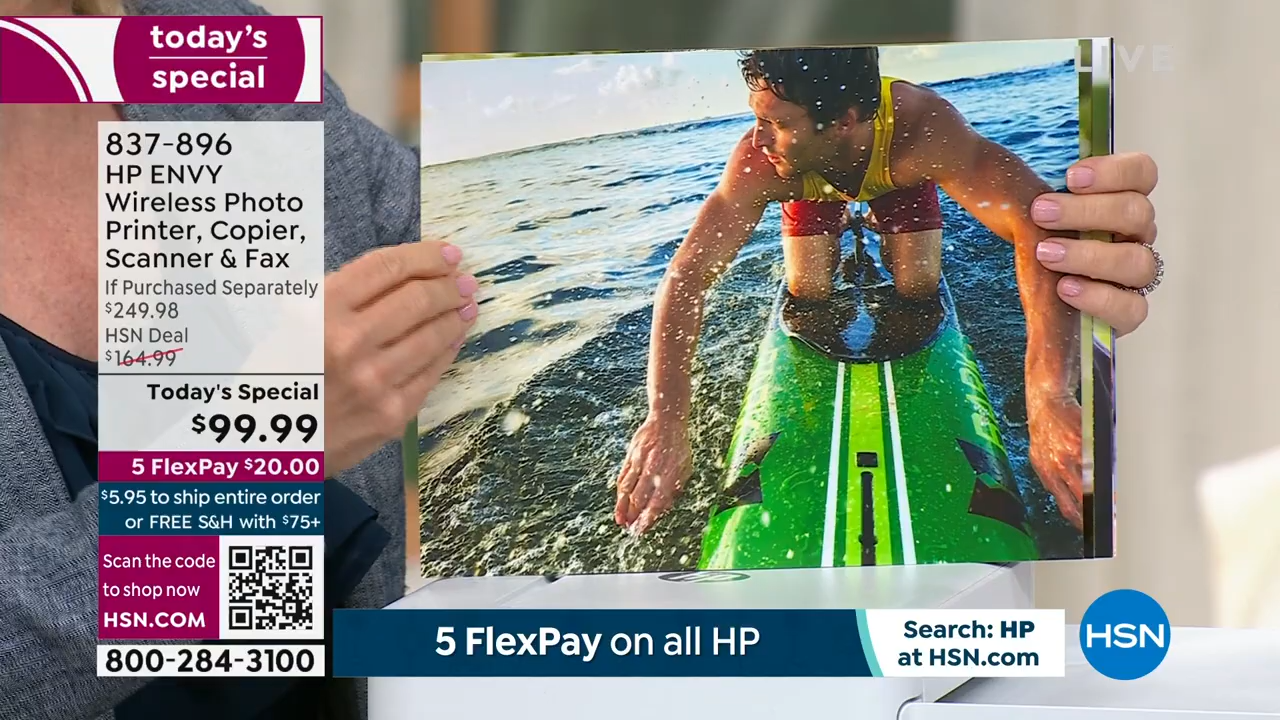 today's
special
837-896
HP ENVY
Wireless Photo
Printer, Copier,
Scanner & Fax
If Purchased Separately
$249.98
HSN Deal
$164.99
Today's Special
$99.99
5 FlexPay $20.00
$5.95 to ship entire order
or FREE S&H with $75+
Scan the code
to shop now
HSN.COM
800-284-3100
LIVE
5 FlexPay on all HP
Search: HP
at HSN.com
HSN